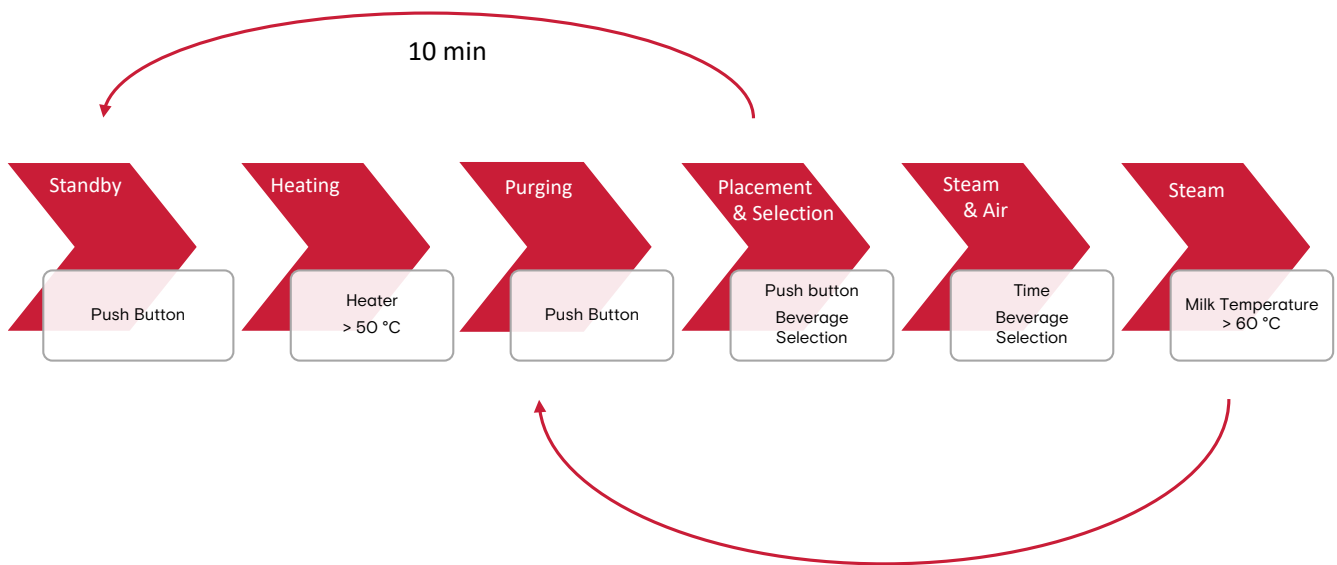 10 min
Standby
Heating
Purging
Placement
& Selection
Steam
& Air
Steam
Push Button
Heater
> 50 °C
Push Button
Push button
Beverage
Selection
Time
Beverage
Selection
Milk Temperature
> 60 °C